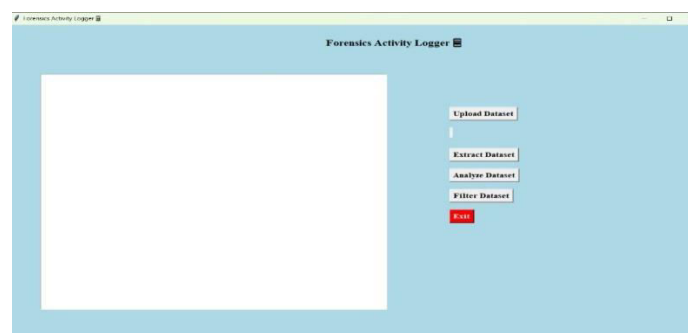 Forensics Activity Logger
Forensics Activity Logger
Upload Dataset
Extract Dataset
Analyze Dataset
Filter Dataset
Exit